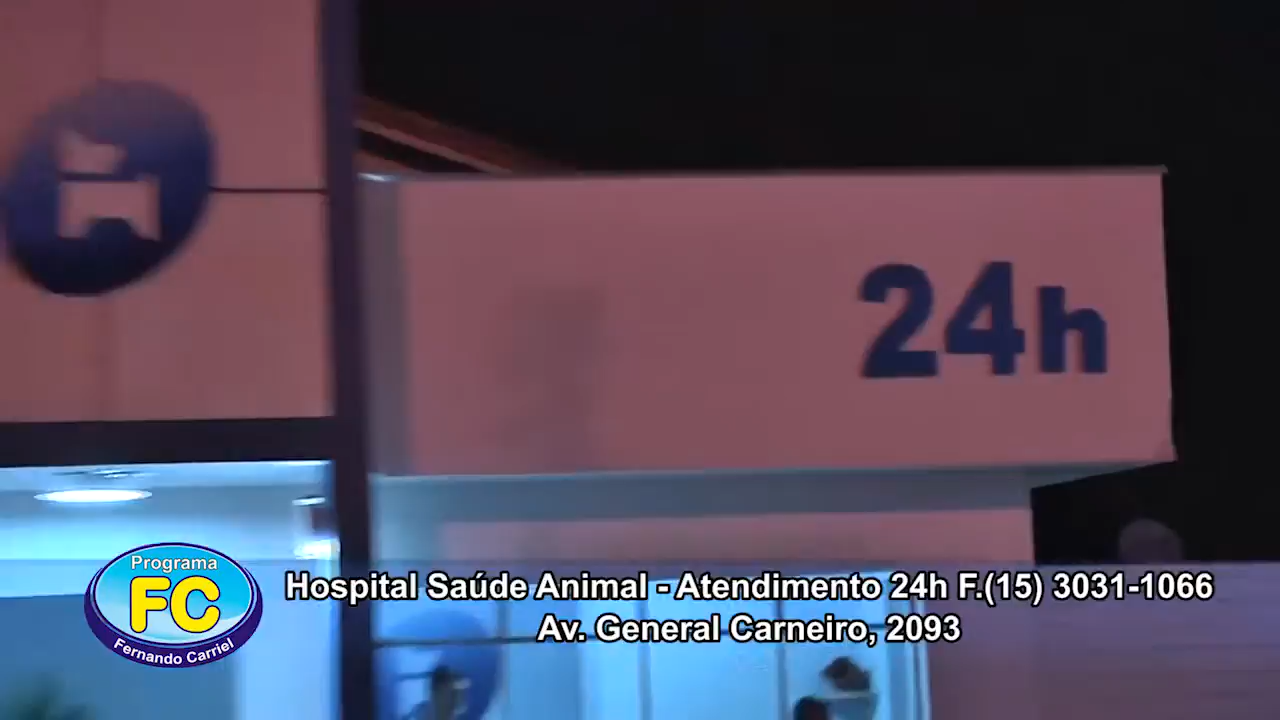 24h
Programa
FC
Fernando Carriel
Hospital Saúde Animal - Atendimento 24h F.(15) 3031-1066
Av. General Carneiro, 2093